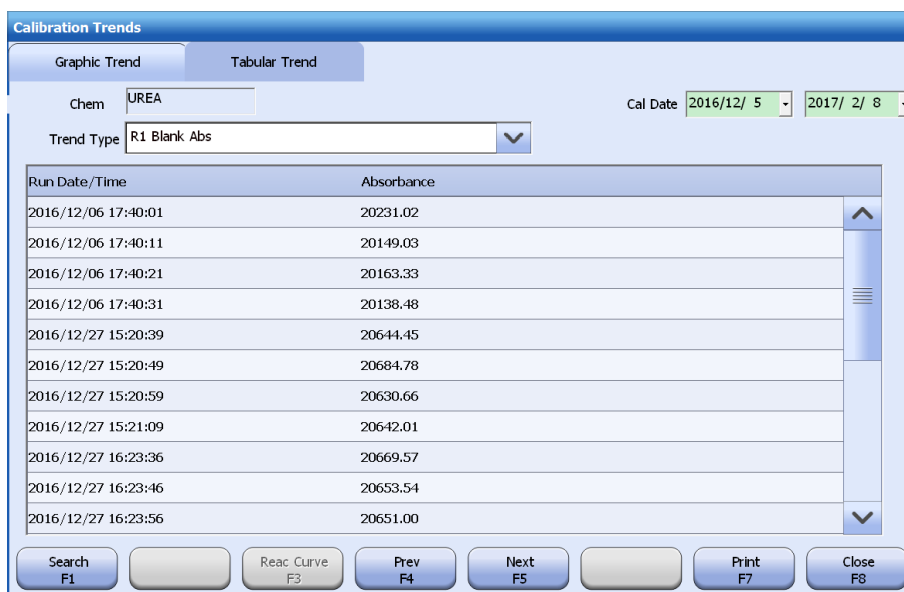 Calibration Trends
Graphic Trend Tabular Trend
Chem UREA Cal Date 2016/12/ 5 2017/ 2/ 8
Trend Type R1 Blank Abs
Run Date/Time Absorbance
2016/12/06 17:40:01 20231.02
2016/12/06 17:40:11 20149.03
2016/12/06 17:40:21 20163.33
2016/12/06 17:40:31 20138.48
2016/12/27 15:20:39 20644.45
2016/12/27 15:20:49 20684.78
2016/12/27 15:20:59 20630.66
2016/12/27 15:21:09 20642.01
2016/12/27 16:23:36 20669.57
2016/12/27 16:23:46 20653.54
2016/12/27 16:23:56 20651.00
Search Reac Curve Prev Next Print Close
F1 F3 F4 F5 F7 F8